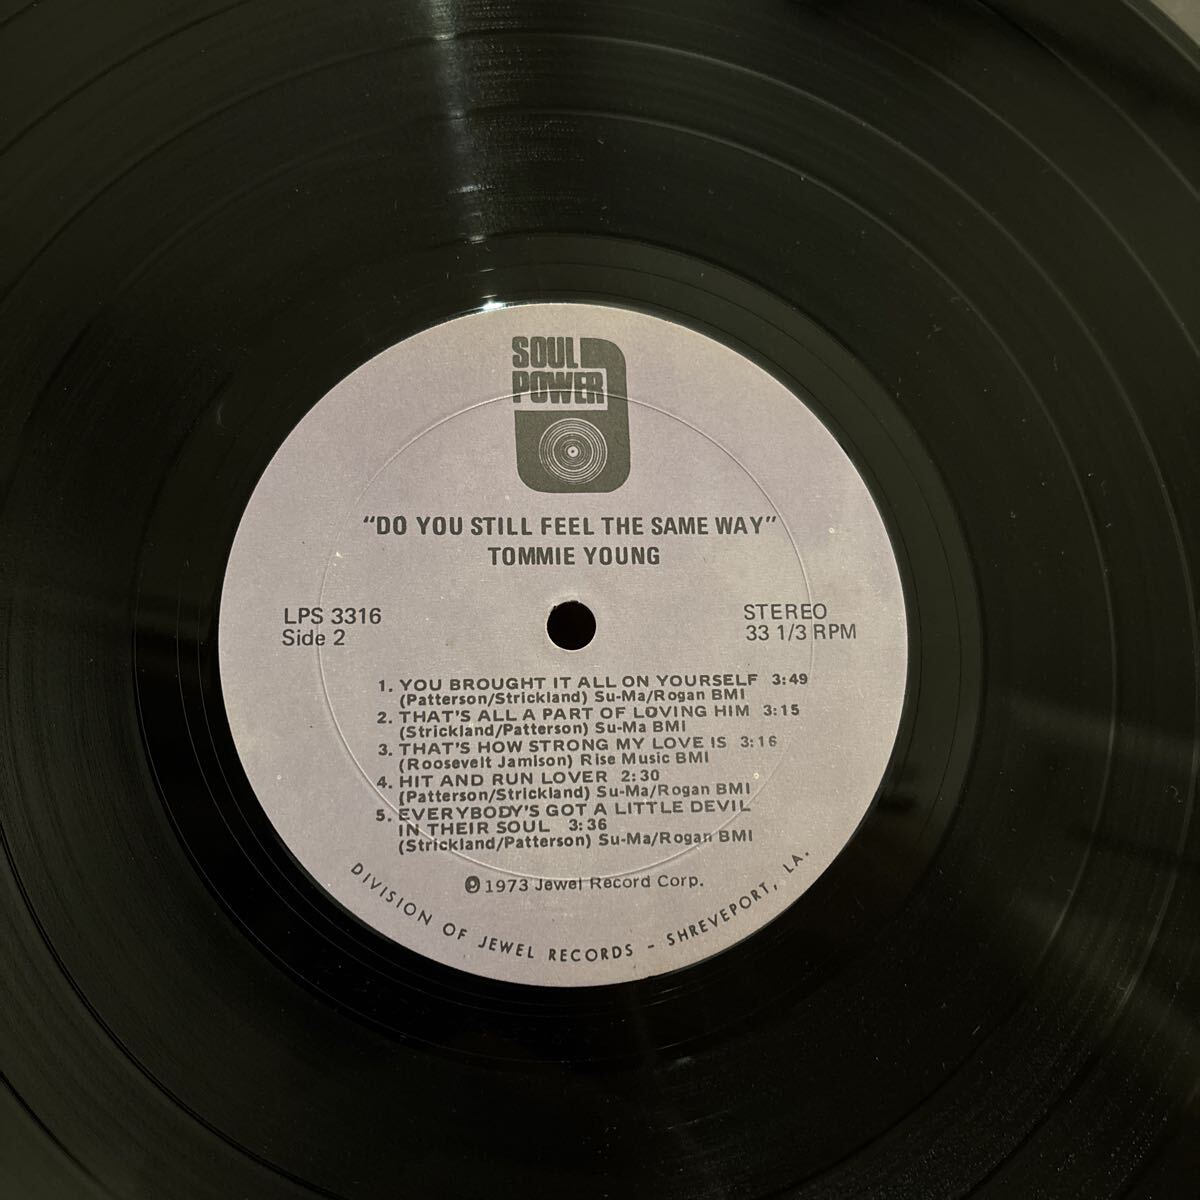 SOUL
POWER
"DO YOU STILL FEEL THE SAME WAY"
TOMMIE YOUNG
LPS 3316
Side 2
STEREO
33 1/3 RPM
1. YOU BROUGHT IT ALL ON YOURSELF 3:49
(Patterson/Strickland) Su-Ma/Rogan BMI
2. THAT'S ALL A PART OF LOVING HIM 3:15
(Strickland/Patterson) Su-Ma BMI
3. THAT'S HOW STRONG MY LOVE IS 3:16
(Roosevelt Jamison) Rise Music BMI
4. HIT AND RUN LOVER 2:30
(Patterson/Strickland) Su-Ma/Rogan BMI
5. EVERYBODY'S GOT A LITTLE DEVIL
IN THEIR SOUL 3:36
(Strickland/Patterson) Su-Ma/Rogan BMI
℗ 1973 Jewel Record Corp.
DIVISION OF JEWEL RECORDS - SHREVEPORT, LA.